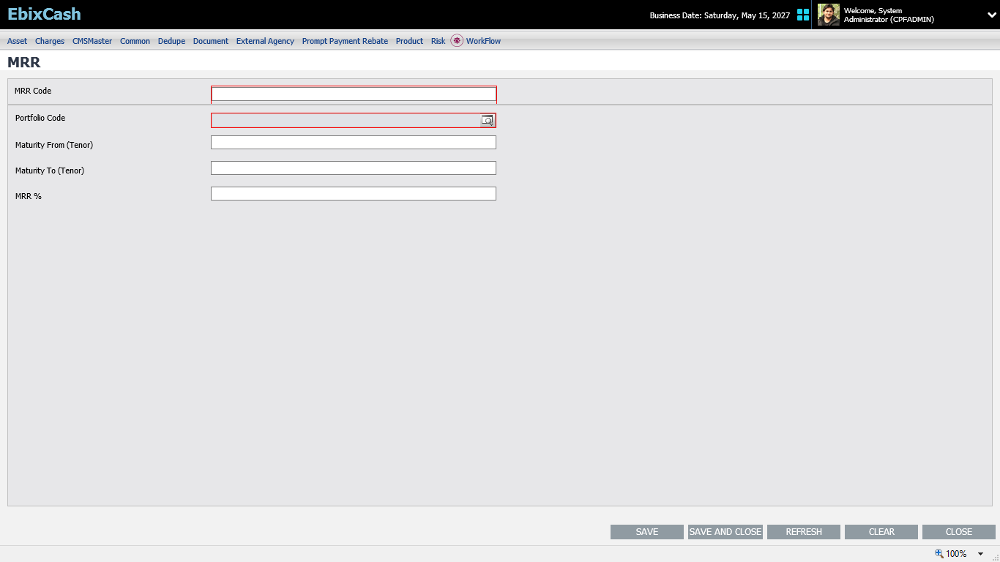 EbixCash
Business Date: Saturday, May 15, 2027
Welcome, System
Administrator (CPFADMIN)
Asset Charges CMSMaster Common Dedupe Document External Agency Prompt Payment Rebate Product Risk WorkFlow
MRR
MRR Code
Portfolio Code
Maturity From (Tenor)
Maturity To (Tenor)
MRR %
SAVE SAVE AND CLOSE REFRESH CLEAR CLOSE
100%